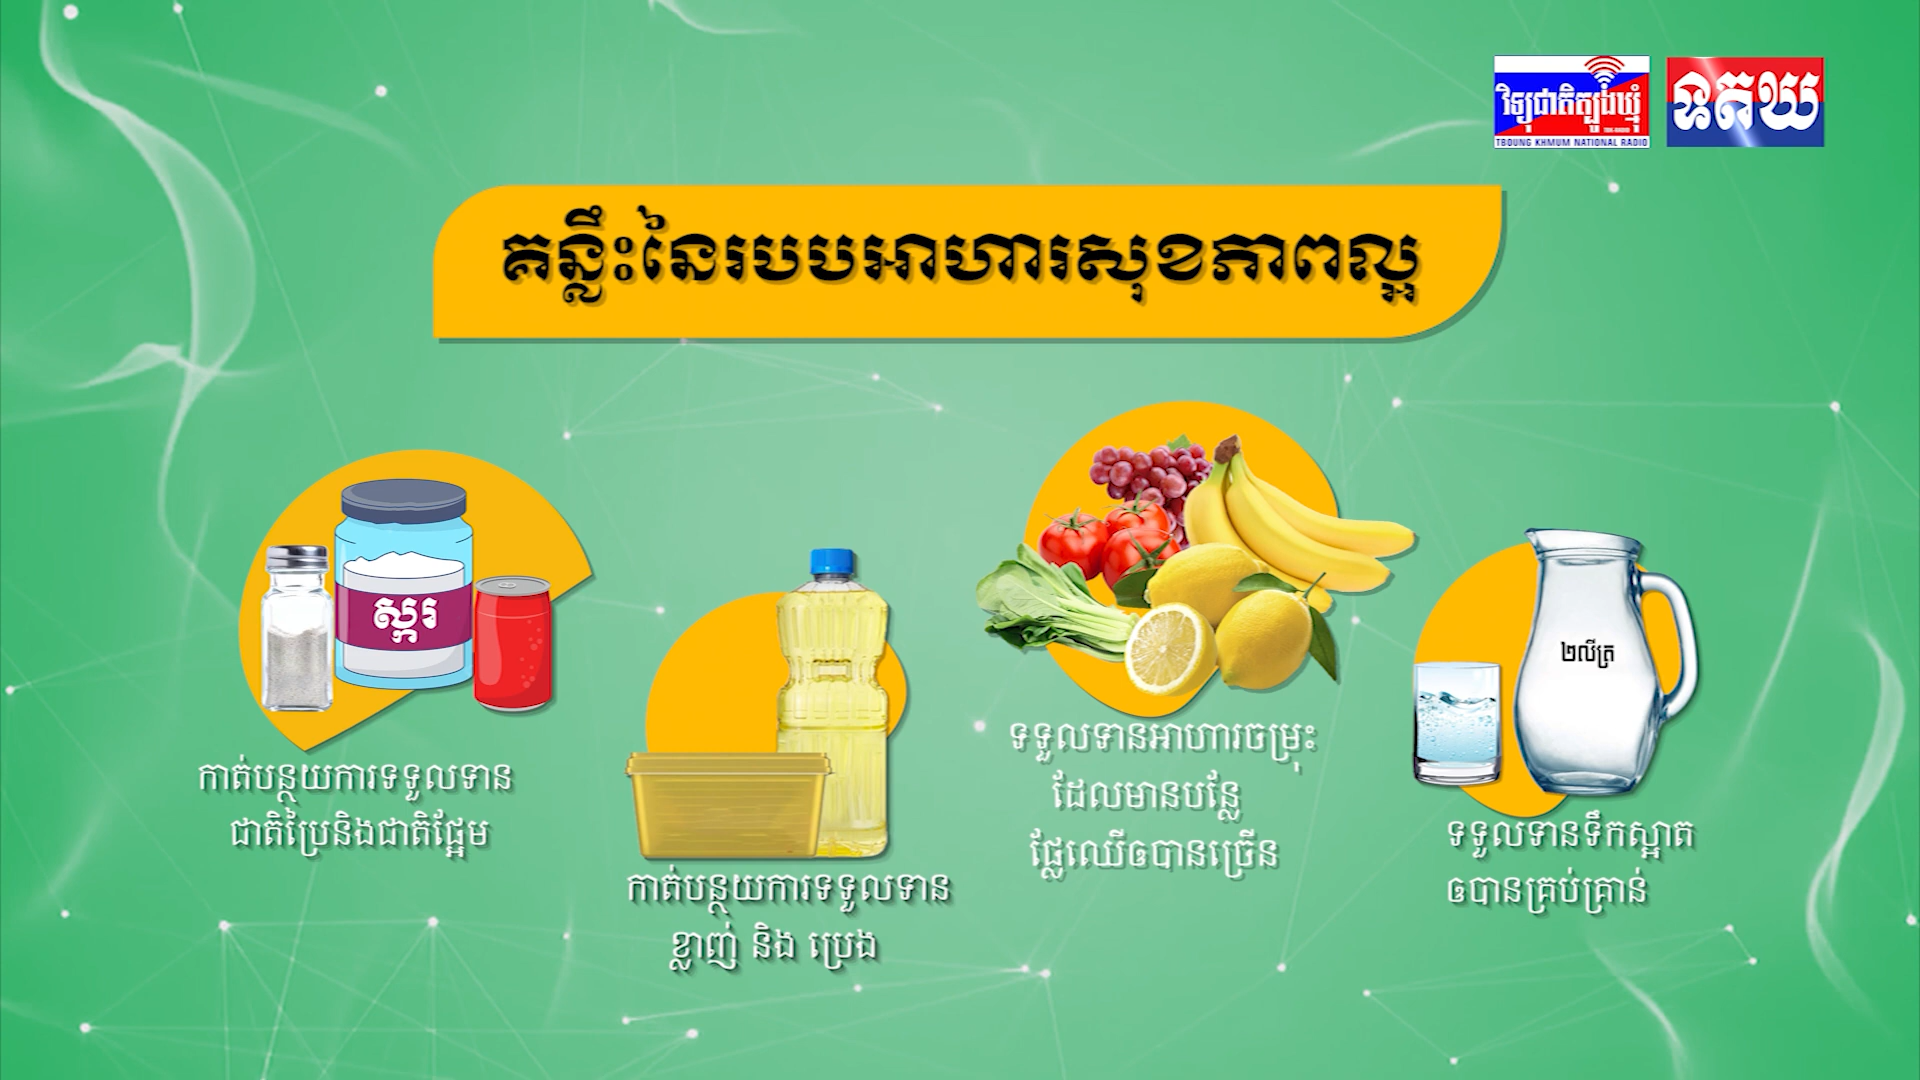 វិទ្យុជាតិត្បូងឃ្មុំ
TBK-RADIO
TBOUNG KHMUM NATIONAL RADIO
ទតឃ
គន្លឹះនៃរបបអាហារសុខភាពល្អ
ស្ករ
កាត់បន្ថយការទទួលទាន
ជាតិប្រៃនិងជាតិផ្អែម
កាត់បន្ថយការទទួលទាន
ខ្លាញ់ និង ប្រេង
ទទួលទានអាហារចម្រុះ
ដែលមានបន្លែ
ផ្លែឈើឲបានច្រើន
២លីត្រ
ទទួលទានទឹកស្អាត
ឲបានគ្រប់គ្រាន់